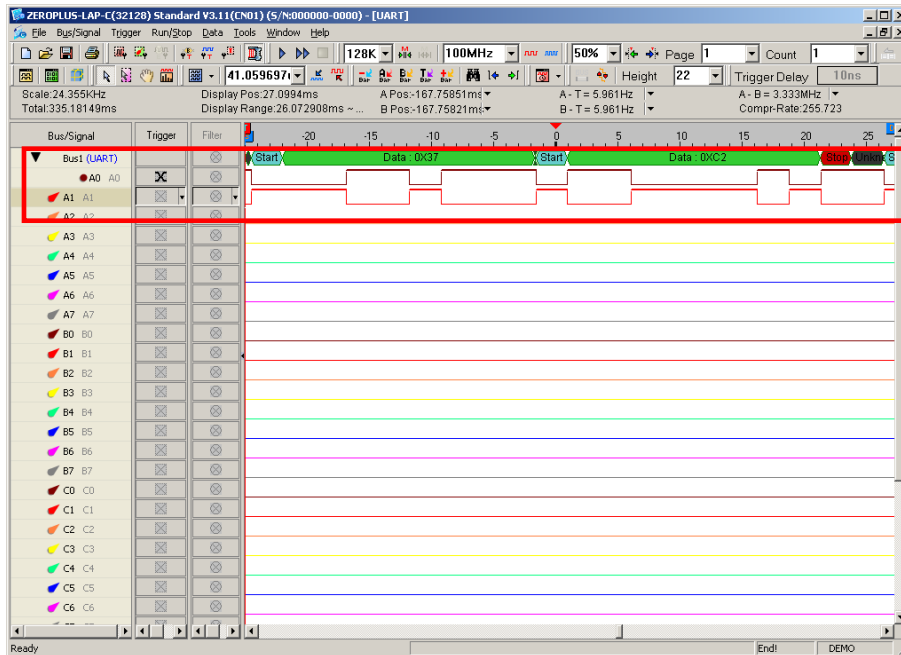 ZEROPLUS-LAP-C(32128) Standard V3.11(CN01) (S/N:000000-0000) - [UART]
File Bus/Signal Trigger Run/Stop Data Tools Window Help
128K 100MHz 50% Page 1 Count 1
Bar Bar Bar Bar Bar Height 22 Trigger Delay 10ns
Scale:24.355KHz Display Pos:27.0994ms A Pos:-167.75851ms A - T = 5.961Hz A - B = 3.333MHz
Total:335.18149ms Display Range:26.072908ms ~ ... B Pos:-167.75821ms B - T = 5.961Hz Compr-Rate:255.723
Bus/Signal Trigger Filter -20 -15 -10 -5 0 5 10 15 20 25
Bus1 (UART) Start Data : 0X37 Start Data : 0XC2 Stop
A0 A0
A1 A1
A2 A2
A3 A3
A4 A4
A5 A5
A6 A6
A7 A7
B0 B0
B1 B1
B2 B2
B3 B3
B4 B4
B5 B5
B6 B6
B7 B7
C0 C0
C1 C1
C2 C2
C3 C3
C4 C4
C5 C5
C6 C6
Ready End! DEMO